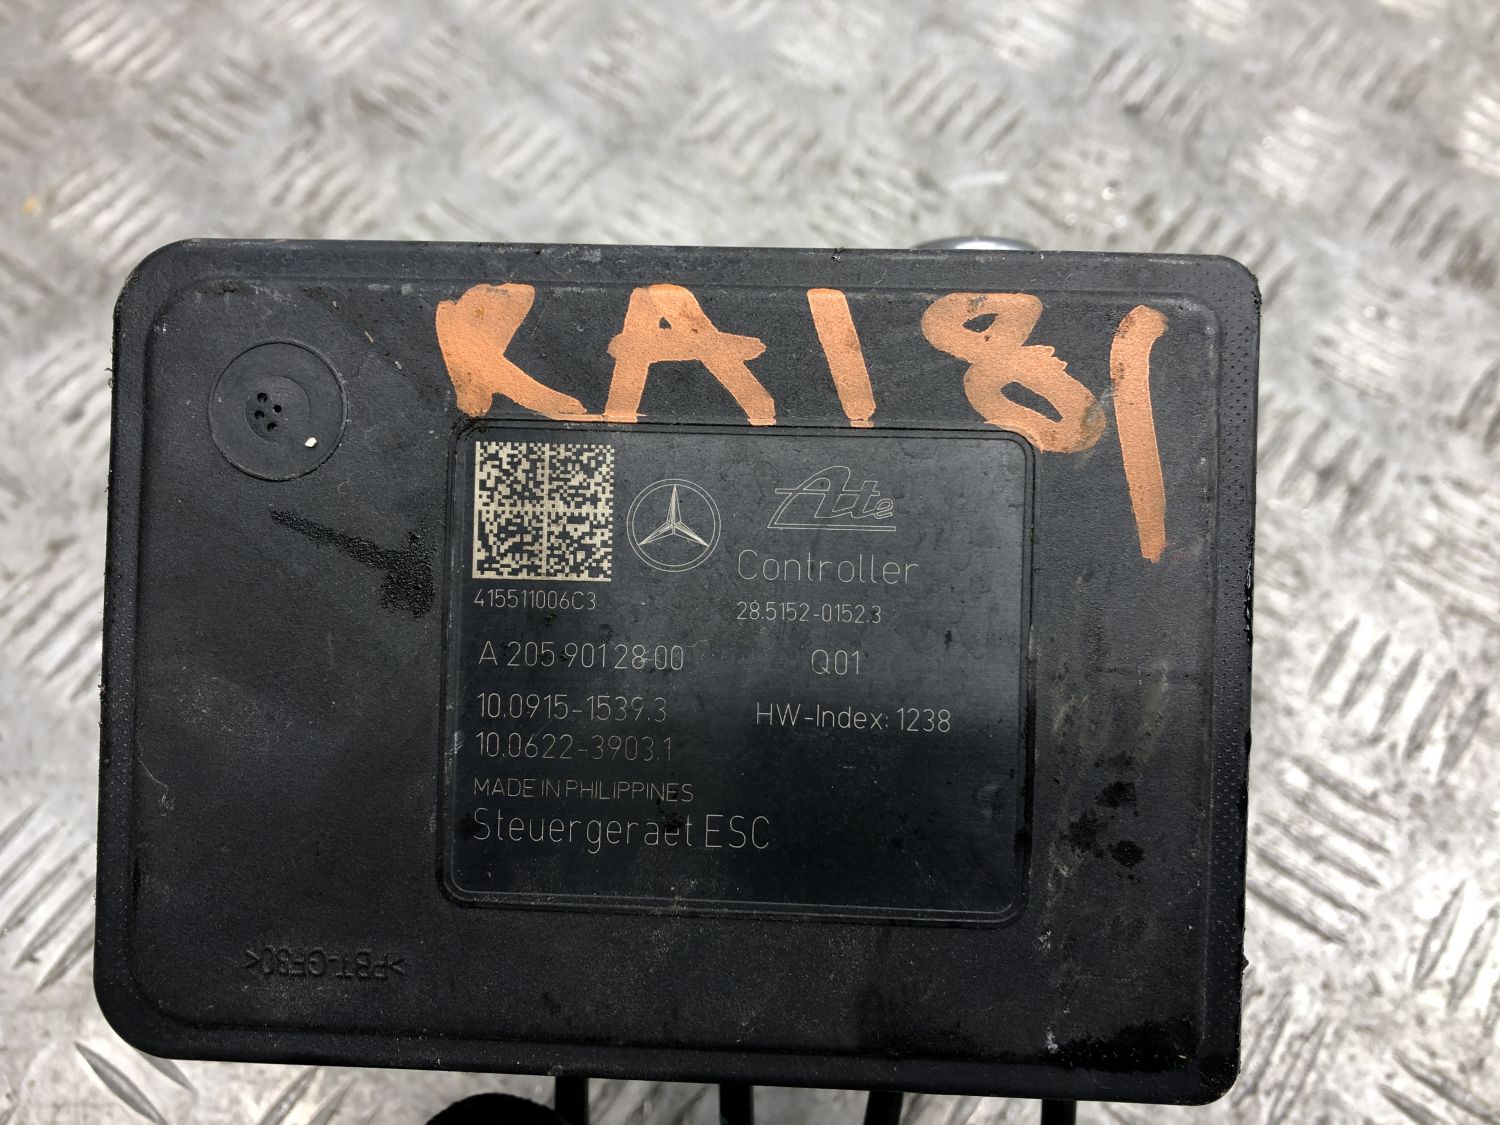 RA181
Ate
Controller
415511006C3
28.5152-0152.3
A 205 901 28 00
Q01
10.0915-1539.3
HW-Index: 1238
10.0622-3903.1
MADE IN PHILIPPINES
Steuergeraet ESC
>PBT-GF30<